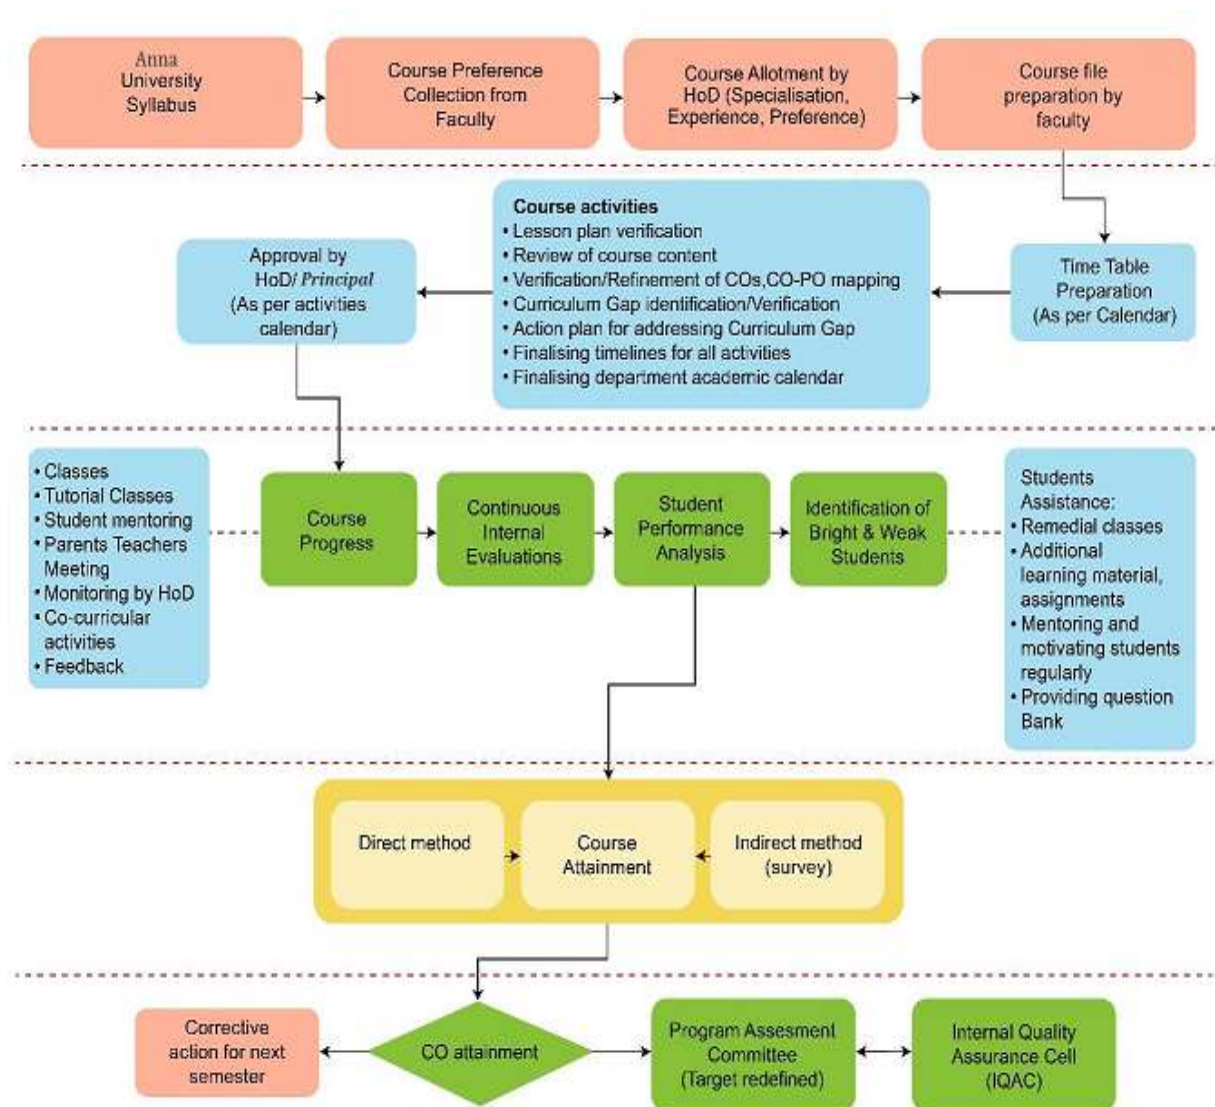 Anna
University
Syllabus
Course Preference
Collection from
Faculty
Course Allotment by
HoD (Specialisation,
Experience, Preference)
Course file
preparation by
faculty
Approval by
HoD/ Principal
(As per activities
calendar)
Course activities
• Lesson plan verification
• Review of course content
• Verification/Refinement of COs,CO-PO mapping
• Curriculum Gap identification/Verification
• Action plan for addressing Curriculum Gap
• Finalising timelines for all activities
• Finalising department academic calendar
Time Table
Preparation
(As per Calendar)
• Classes
• Tutorial Classes
• Student mentoring
• Parents Teachers
Meeting
• Monitoring by HoD
• Co-curricular
activities
• Feedback
Course
Progress
Continuous
Internal
Evaluations
Student
Performance
Analysis
Identification of
Bright & Weak
Students
Students
Assistance:
• Remedial classes
• Additional
learning material,
assignments
• Mentoring and
motivating students
regularly
• Providing question
Bank
Direct method
Course
Attainment
Indirect method
(survey)
Corrective
action for next
semester
CO attainment
Program Assesment
Committee
(Target redefined)
Internal Quality
Assurance Cell
(IQAC)